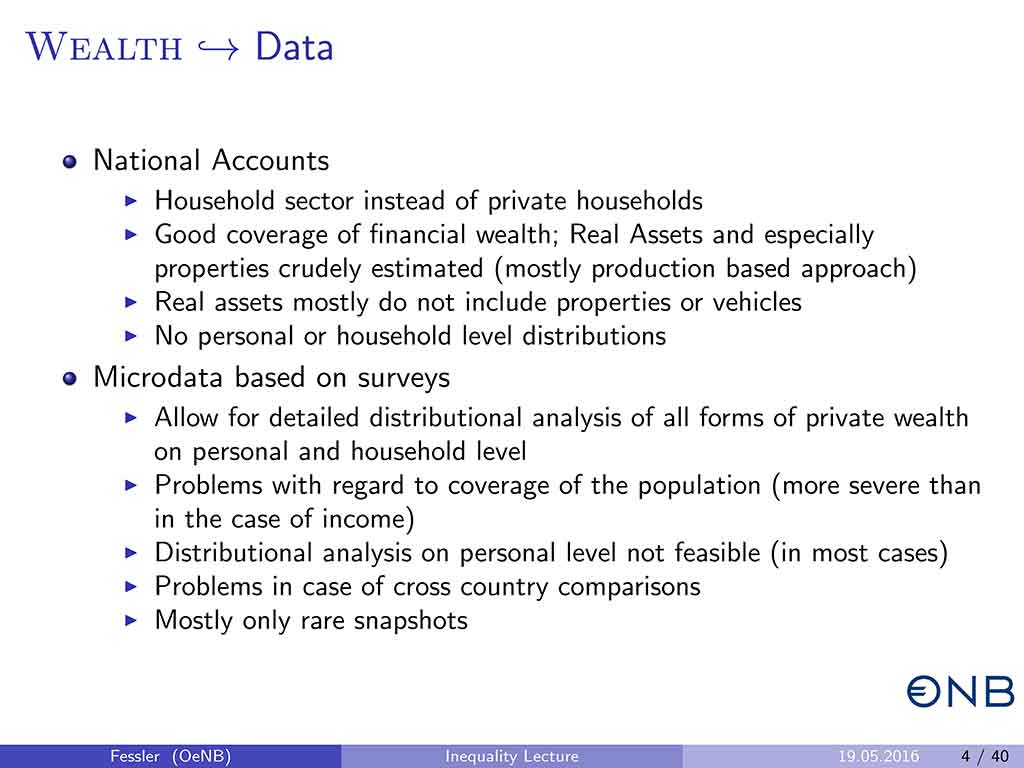 Wealth ↪ Data
National Accounts
Household sector instead of private households
Good coverage of financial wealth; Real Assets and especially
properties crudely estimated (mostly production based approach)
Real assets mostly do not include properties or vehicles
No personal or household level distributions
Microdata based on surveys
Allow for detailed distributional analysis of all forms of private wealth
on personal and household level
Problems with regard to coverage of the population (more severe than
in the case of income)
Distributional analysis on personal level not feasible (in most cases)
Problems in case of cross country comparisons
Mostly only rare snapshots
ONB
Fessler (OeNB) Inequality Lecture 19.05.2016 4 / 40